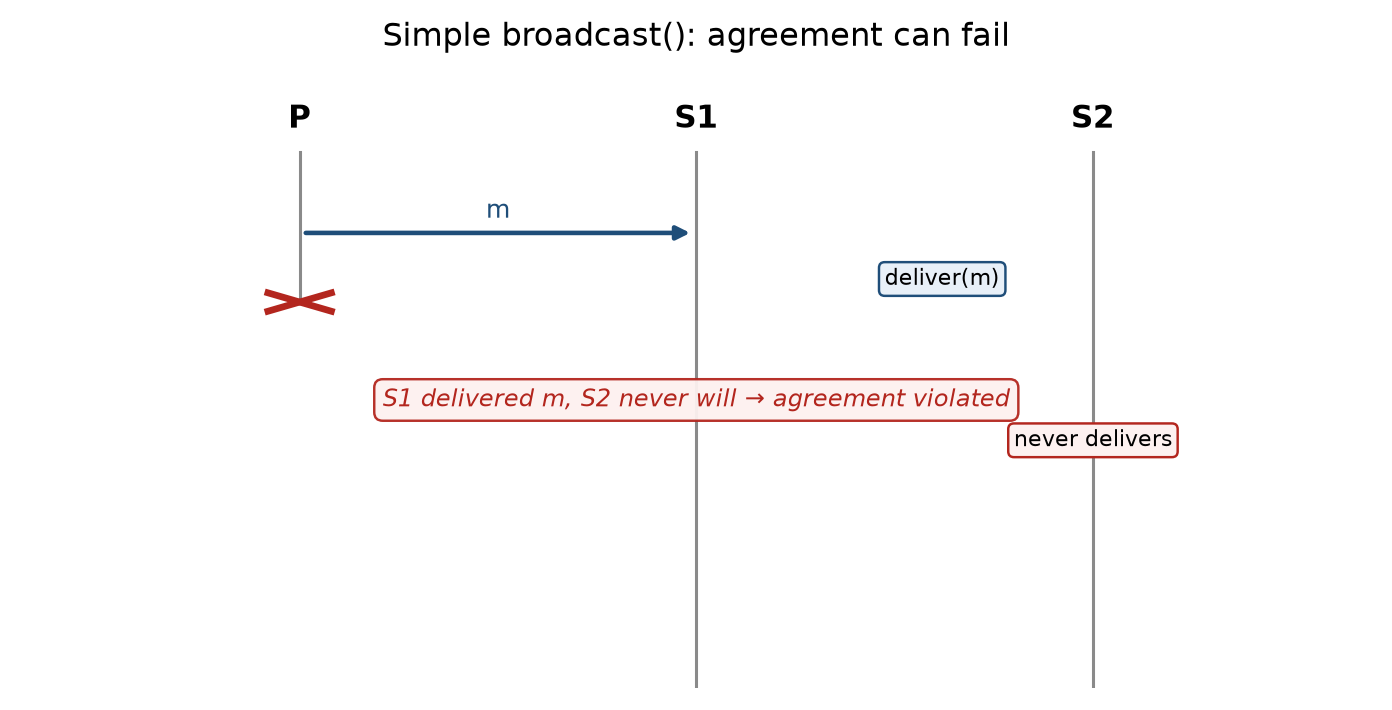 Simple broadcast(): agreement can fail
P
S1
S2
m
deliver(m)
S1 delivered m, S2 never will → agreement violated
never delivers